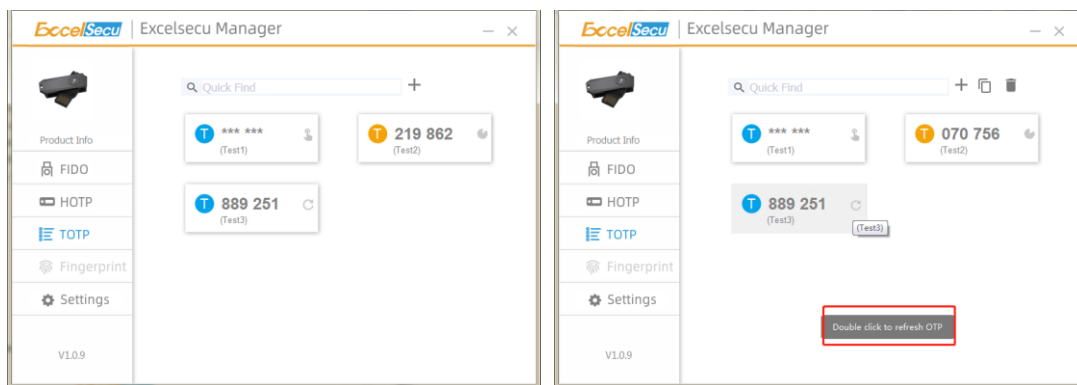 ExcelSecu Excelsecu Manager
Quick Find
*** ***
(Test1)
219 862
(Test2)
889 251
(Test3)
Product Info
FIDO
HOTP
TOTP
Fingerprint
Settings
V1.0.9
ExcelSecu Excelsecu Manager
Quick Find
*** ***
(Test1)
070 756
(Test2)
889 251
(Test3)
(Test3)
Product Info
FIDO
HOTP
TOTP
Fingerprint
Settings
Double click to refresh OTP
V1.0.9